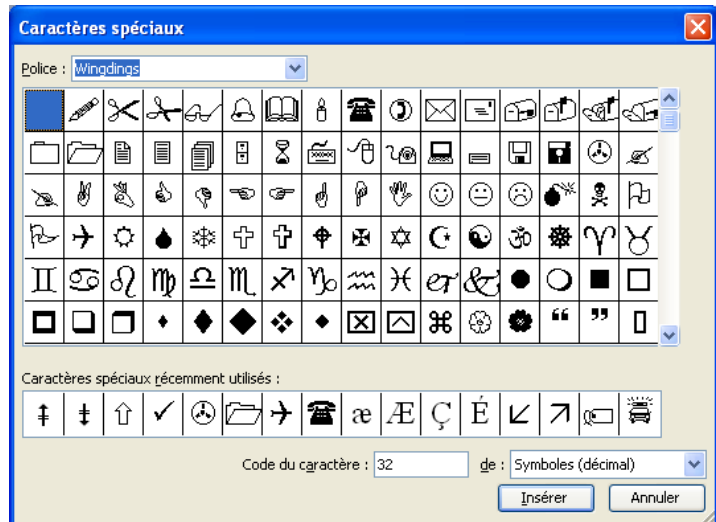 Caractères spéciaux
Police : Wingdings
Caractères spéciaux récemment utilisés :
æ Æ Ç É
Code du caractère : 32 de : Symboles (décimal)
Insérer Annuler